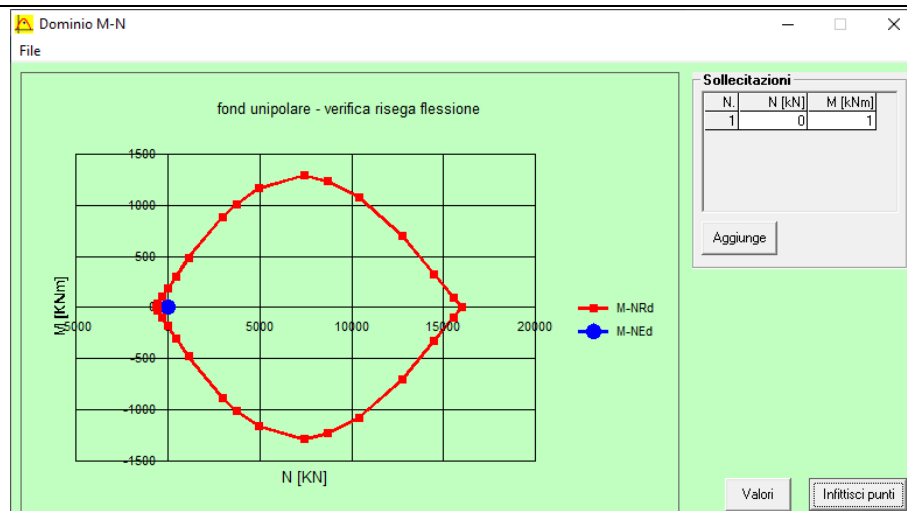 Dominio M-N
File
fond unipolare - verifica risega flessione
Sollecitazioni
N. N [kN] M [kNm]
1 0 1
Aggiunge
1500
1000
500
0
-5000 5000 10000 15000 20000
-500
-1000
-1500
M [KNm]
N [KN]
M-NRd
M-NEd
Valori
Infittisci punti